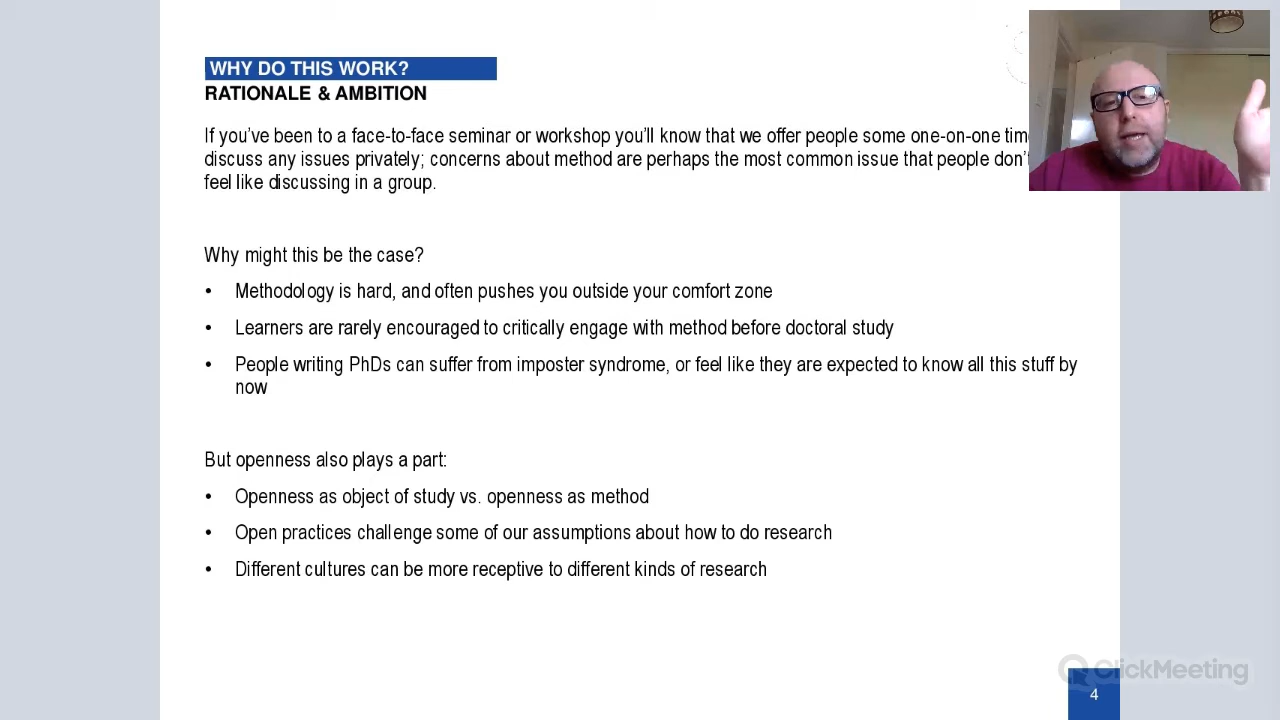 WHY DO THIS WORK?
RATIONALE & AMBITION
If you've been to a face-to-face seminar or workshop you'll know that we offer people some one-on-one time
discuss any issues privately; concerns about method are perhaps the most common issue that people don't
feel like discussing in a group.
Why might this be the case?
• Methodology is hard, and often pushes you outside your comfort zone
• Learners are rarely encouraged to critically engage with method before doctoral study
• People writing PhDs can suffer from imposter syndrome, or feel like they are expected to know all this stuff by
now
But openness also plays a part:
• Openness as object of study vs. openness as method
• Open practices challenge some of our assumptions about how to do research
• Different cultures can be more receptive to different kinds of research
ClickMeeting
4